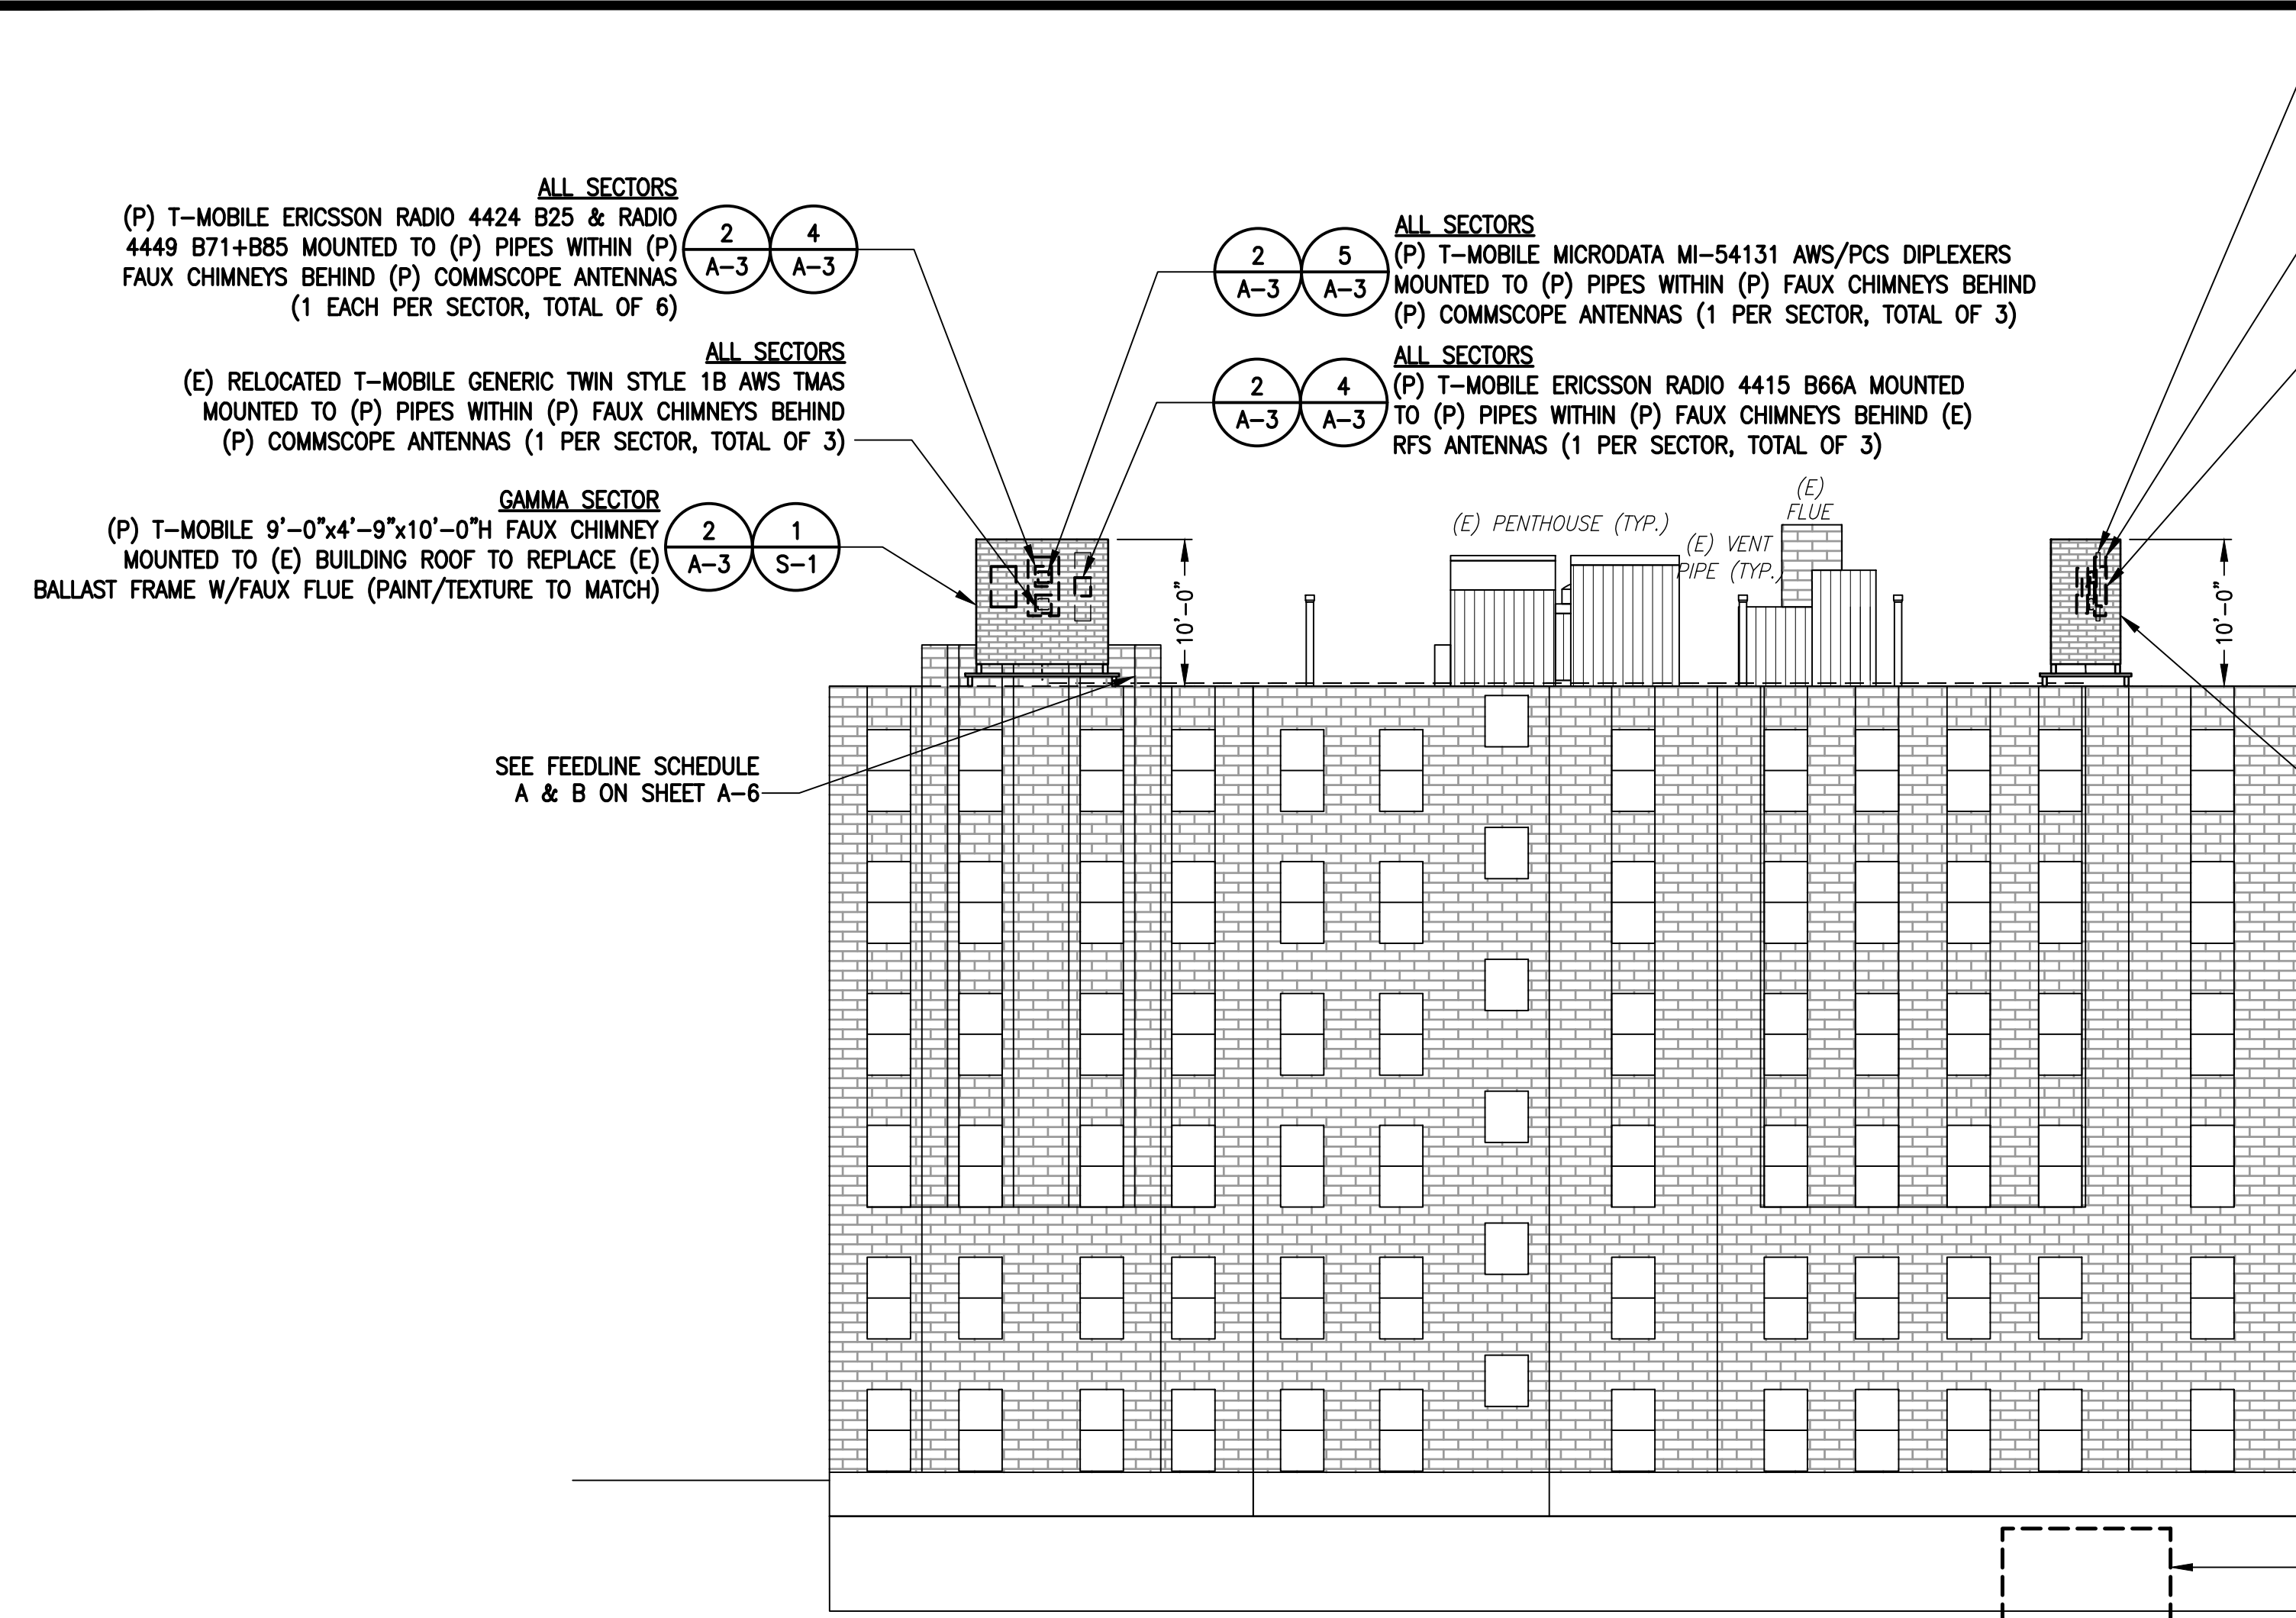 ALL SECTORS
(P) T-MOBILE ERICSSON RADIO 4424 B25 & RADIO
4449 B71+B85 MOUNTED TO (P) PIPES WITHIN (P)
FAUX CHIMNEYS BEHIND (P) COMMSCOPE ANTENNAS
(1 EACH PER SECTOR, TOTAL OF 6)
2
A-3
4
A-3
ALL SECTORS
(E) RELOCATED T-MOBILE GENERIC TWIN STYLE 1B AWS TMAS
MOUNTED TO (P) PIPES WITHIN (P) FAUX CHIMNEYS BEHIND
(P) COMMSCOPE ANTENNAS (1 PER SECTOR, TOTAL OF 3)
GAMMA SECTOR
(P) T-MOBILE 9'-0"x4'-9"x10'-0"H FAUX CHIMNEY
MOUNTED TO (E) BUILDING ROOF TO REPLACE (E)
BALLAST FRAME W/FAUX FLUE (PAINT/TEXTURE TO MATCH)
2
A-3
1
S-1
2
A-3
5
A-3
ALL SECTORS
(P) T-MOBILE MICRODATA MI-54131 AWS/PCS DIPLEXERS
MOUNTED TO (P) PIPES WITHIN (P) FAUX CHIMNEYS BEHIND
(P) COMMSCOPE ANTENNAS (1 PER SECTOR, TOTAL OF 3)
2
A-3
4
A-3
ALL SECTORS
(P) T-MOBILE ERICSSON RADIO 4415 B66A MOUNTED
TO (P) PIPES WITHIN (P) FAUX CHIMNEYS BEHIND (E)
RFS ANTENNAS (1 PER SECTOR, TOTAL OF 3)
10'-0"
(E) PENTHOUSE (TYP.)
(E) VENT
PIPE (TYP.)
(E)
FLUE
10'-0"
SEE FEEDLINE SCHEDULE
A & B ON SHEET A-6